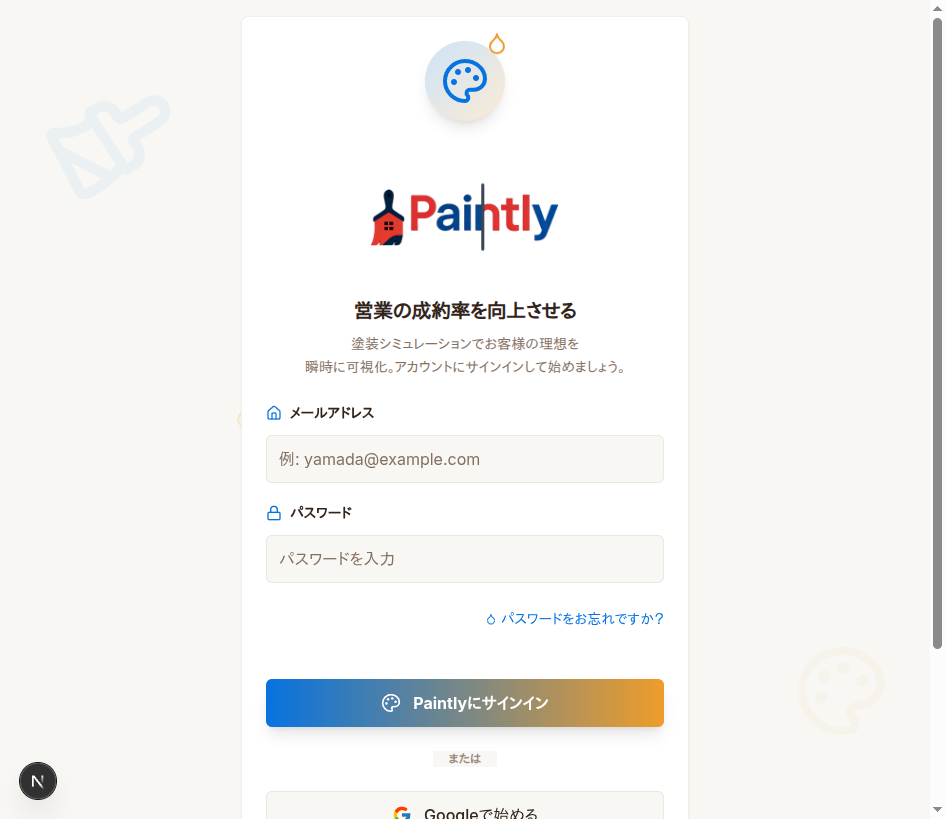 Paintly
営業の成約率を向上させる
塗装シミュレーションでお客様の理想を
瞬時に可視化。アカウントにサインインして始めましょう。
メールアドレス
例: yamada@example.com
パスワード
パスワードを入力
パスワードをお忘れですか?
Paintlyにサインイン
または
N
Googleで始める